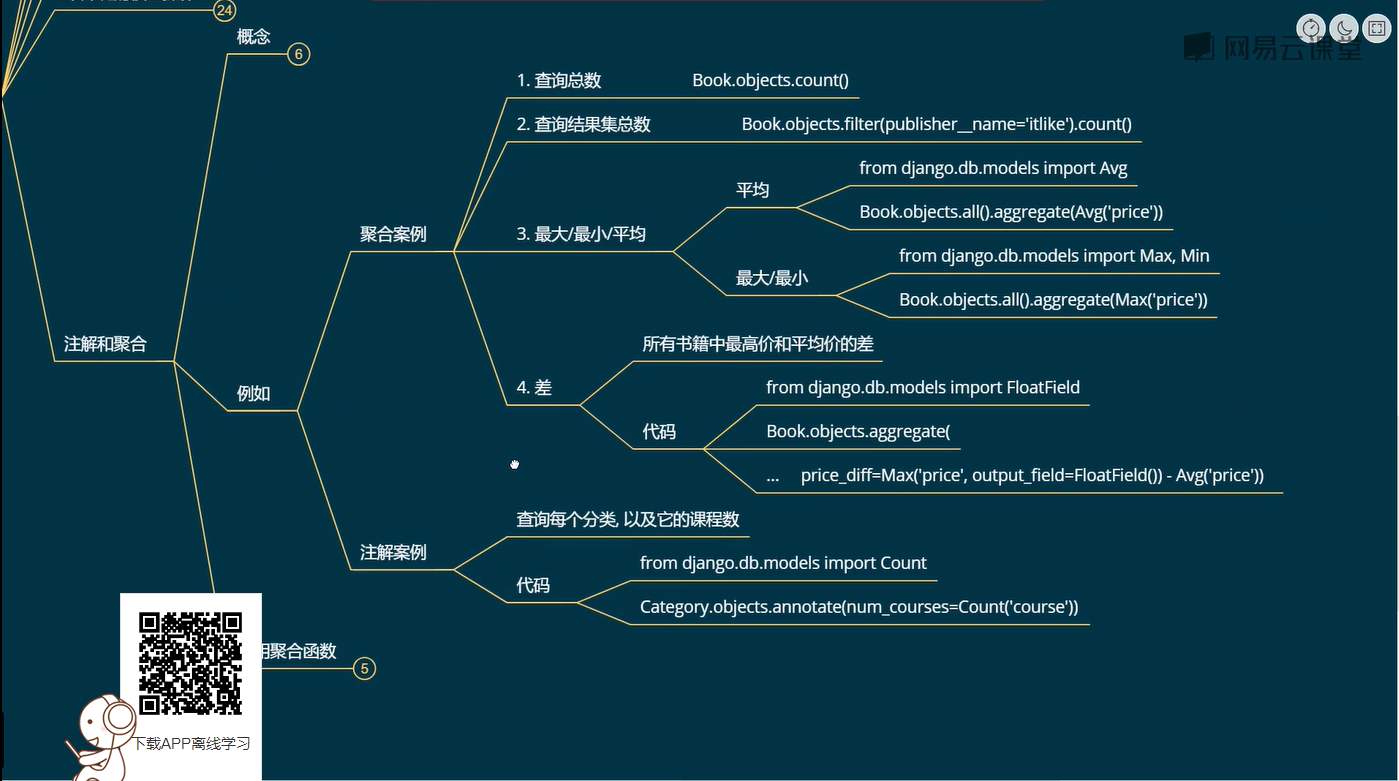 24
概念
6
网易云课堂
1. 查询总数 Book.objects.count()
2. 查询结果集总数 Book.objects.filter(publisher__name='itlike').count()
from django.db.models import Avg
平均
Book.objects.all().aggregate(Avg('price'))
聚合案例
3. 最大/最小/平均
from django.db.models import Max, Min
最大/最小
Book.objects.all().aggregate(Max('price'))
注解和聚合
所有书籍中最高价和平均价的差
例如
4. 差
from django.db.models import FloatField
代码
Book.objects.aggregate(
... price_diff=Max('price', output_field=FloatField()) - Avg('price'))
查询每个分类, 以及它的课程数
注解案例
from django.db.models import Count
代码
Category.objects.annotate(num_courses=Count('course'))
用聚合函数
5
下载APP离线学习